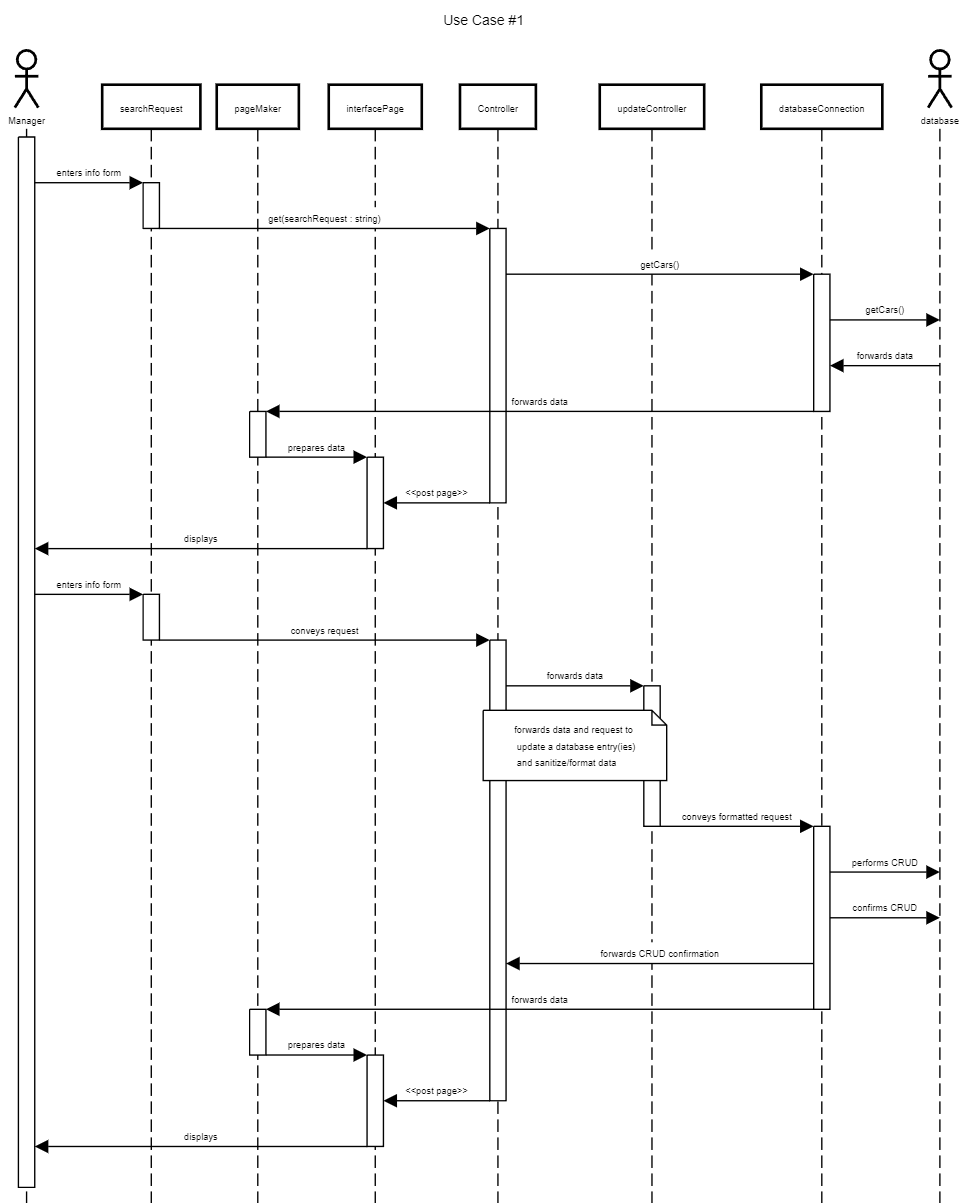 Use Case #1
Manager
searchRequest
pageMaker
interfacePage
Controller
updateController
databaseConnection
database
enters info form
get(searchRequest : string)
getCars()
getCars()
forwards data
forwards data
prepares data
<<post page>>
displays
enters info form
conveys request
forwards data
forwards data and request to
update a database entry(ies)
and sanitize/format data
conveys formatted request
performs CRUD
confirms CRUD
forwards CRUD confirmation
forwards data
prepares data
<<post page>>
displays